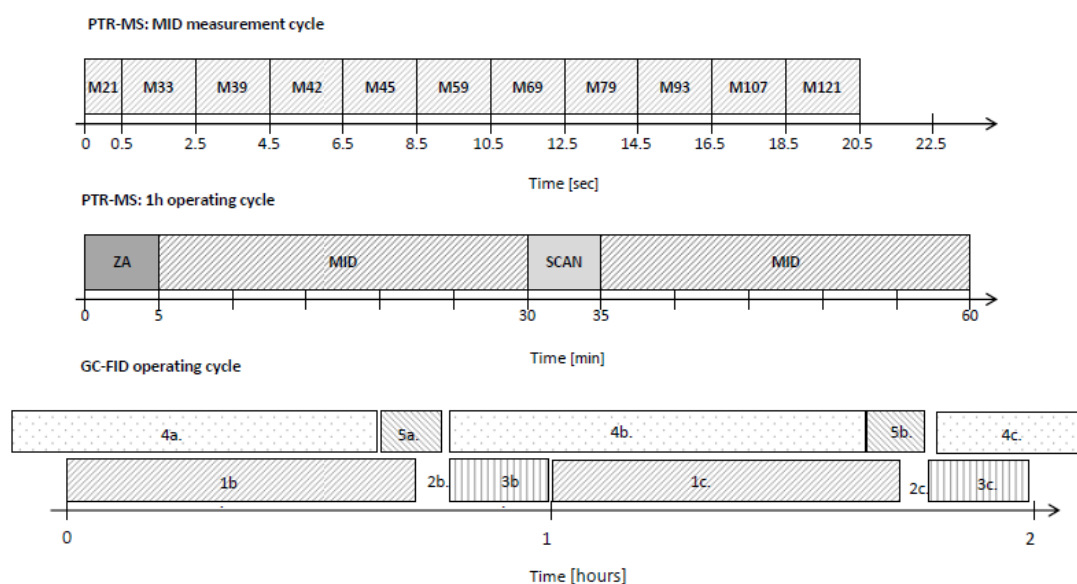 PTR-MS: MID measurement cycle
M21 M33 M39 M42 M45 M59 M69 M79 M93 M107 M121
0 0.5 2.5 4.5 6.5 8.5 10.5 12.5 14.5 16.5 18.5 20.5 22.5
Time [sec]
PTR-MS: 1h operating cycle
ZA MID SCAN MID
0 5 30 35 60
Time [min]
GC-FID operating cycle
4a. 5a. 4b. 5b. 4c.
1b 2b. 3b 1c. 2c. 3c.
0 1 2
Time [hours]